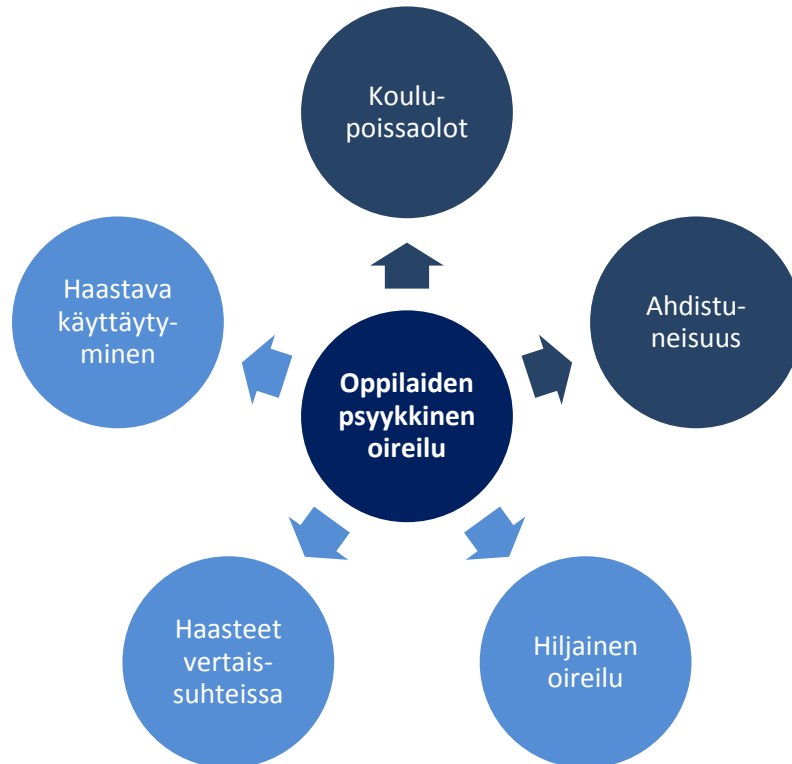 Koulu-
poissaolot
Haastava
käyttäyty-
minen
Ahdistu-
neisuus
Oppilaiden
psyykkinen
oireilu
Haasteet
vertais-
suhteissa
Hiljainen
oireilu